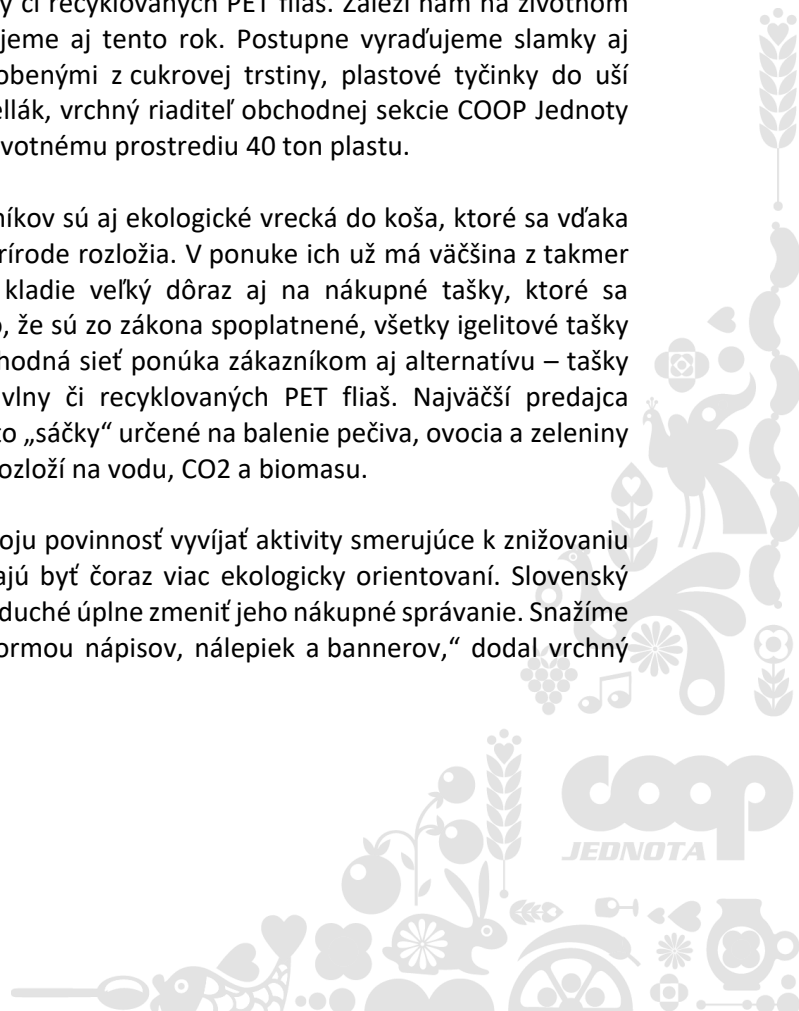 či recyklovaných PET fliaš. Záleží nám na životnom
jeme aj tento rok. Postupne vyraďujeme slamky aj
obenými z cukrovej trstiny, plastové tyčinky do uší
ellák, vrchný riaditeľ obchodnej sekcie COOP Jednoty
ivotnému prostrediu 40 ton plastu.
níkov sú aj ekologické vrecká do koša, ktoré sa vďaka
rírode rozložia. V ponuke ich už má väčšina z takmer
kladie veľký dôraz aj na nákupné tašky, ktoré sa
o, že sú zo zákona spoplatnené, všetky igelitové tašky
hodná sieť ponúka zákazníkom aj alternatívu – tašky
vlny či recyklovaných PET fliaš. Najväčší predajca
to „sáčky“ určené na balenie pečiva, ovocia a zeleniny
ozloží na vodu, CO2 a biomasu.
oju povinnosť vyvíjať aktivity smerujúce k znižovaniu
ajú byť čoraz viac ekologicky orientovaní. Slovenský
duché úplne zmeniť jeho nákupné správanie. Snažíme
ormou nápisov, nálepiek a bannerov,“ dodal vrchný
coop
JEDNOTA